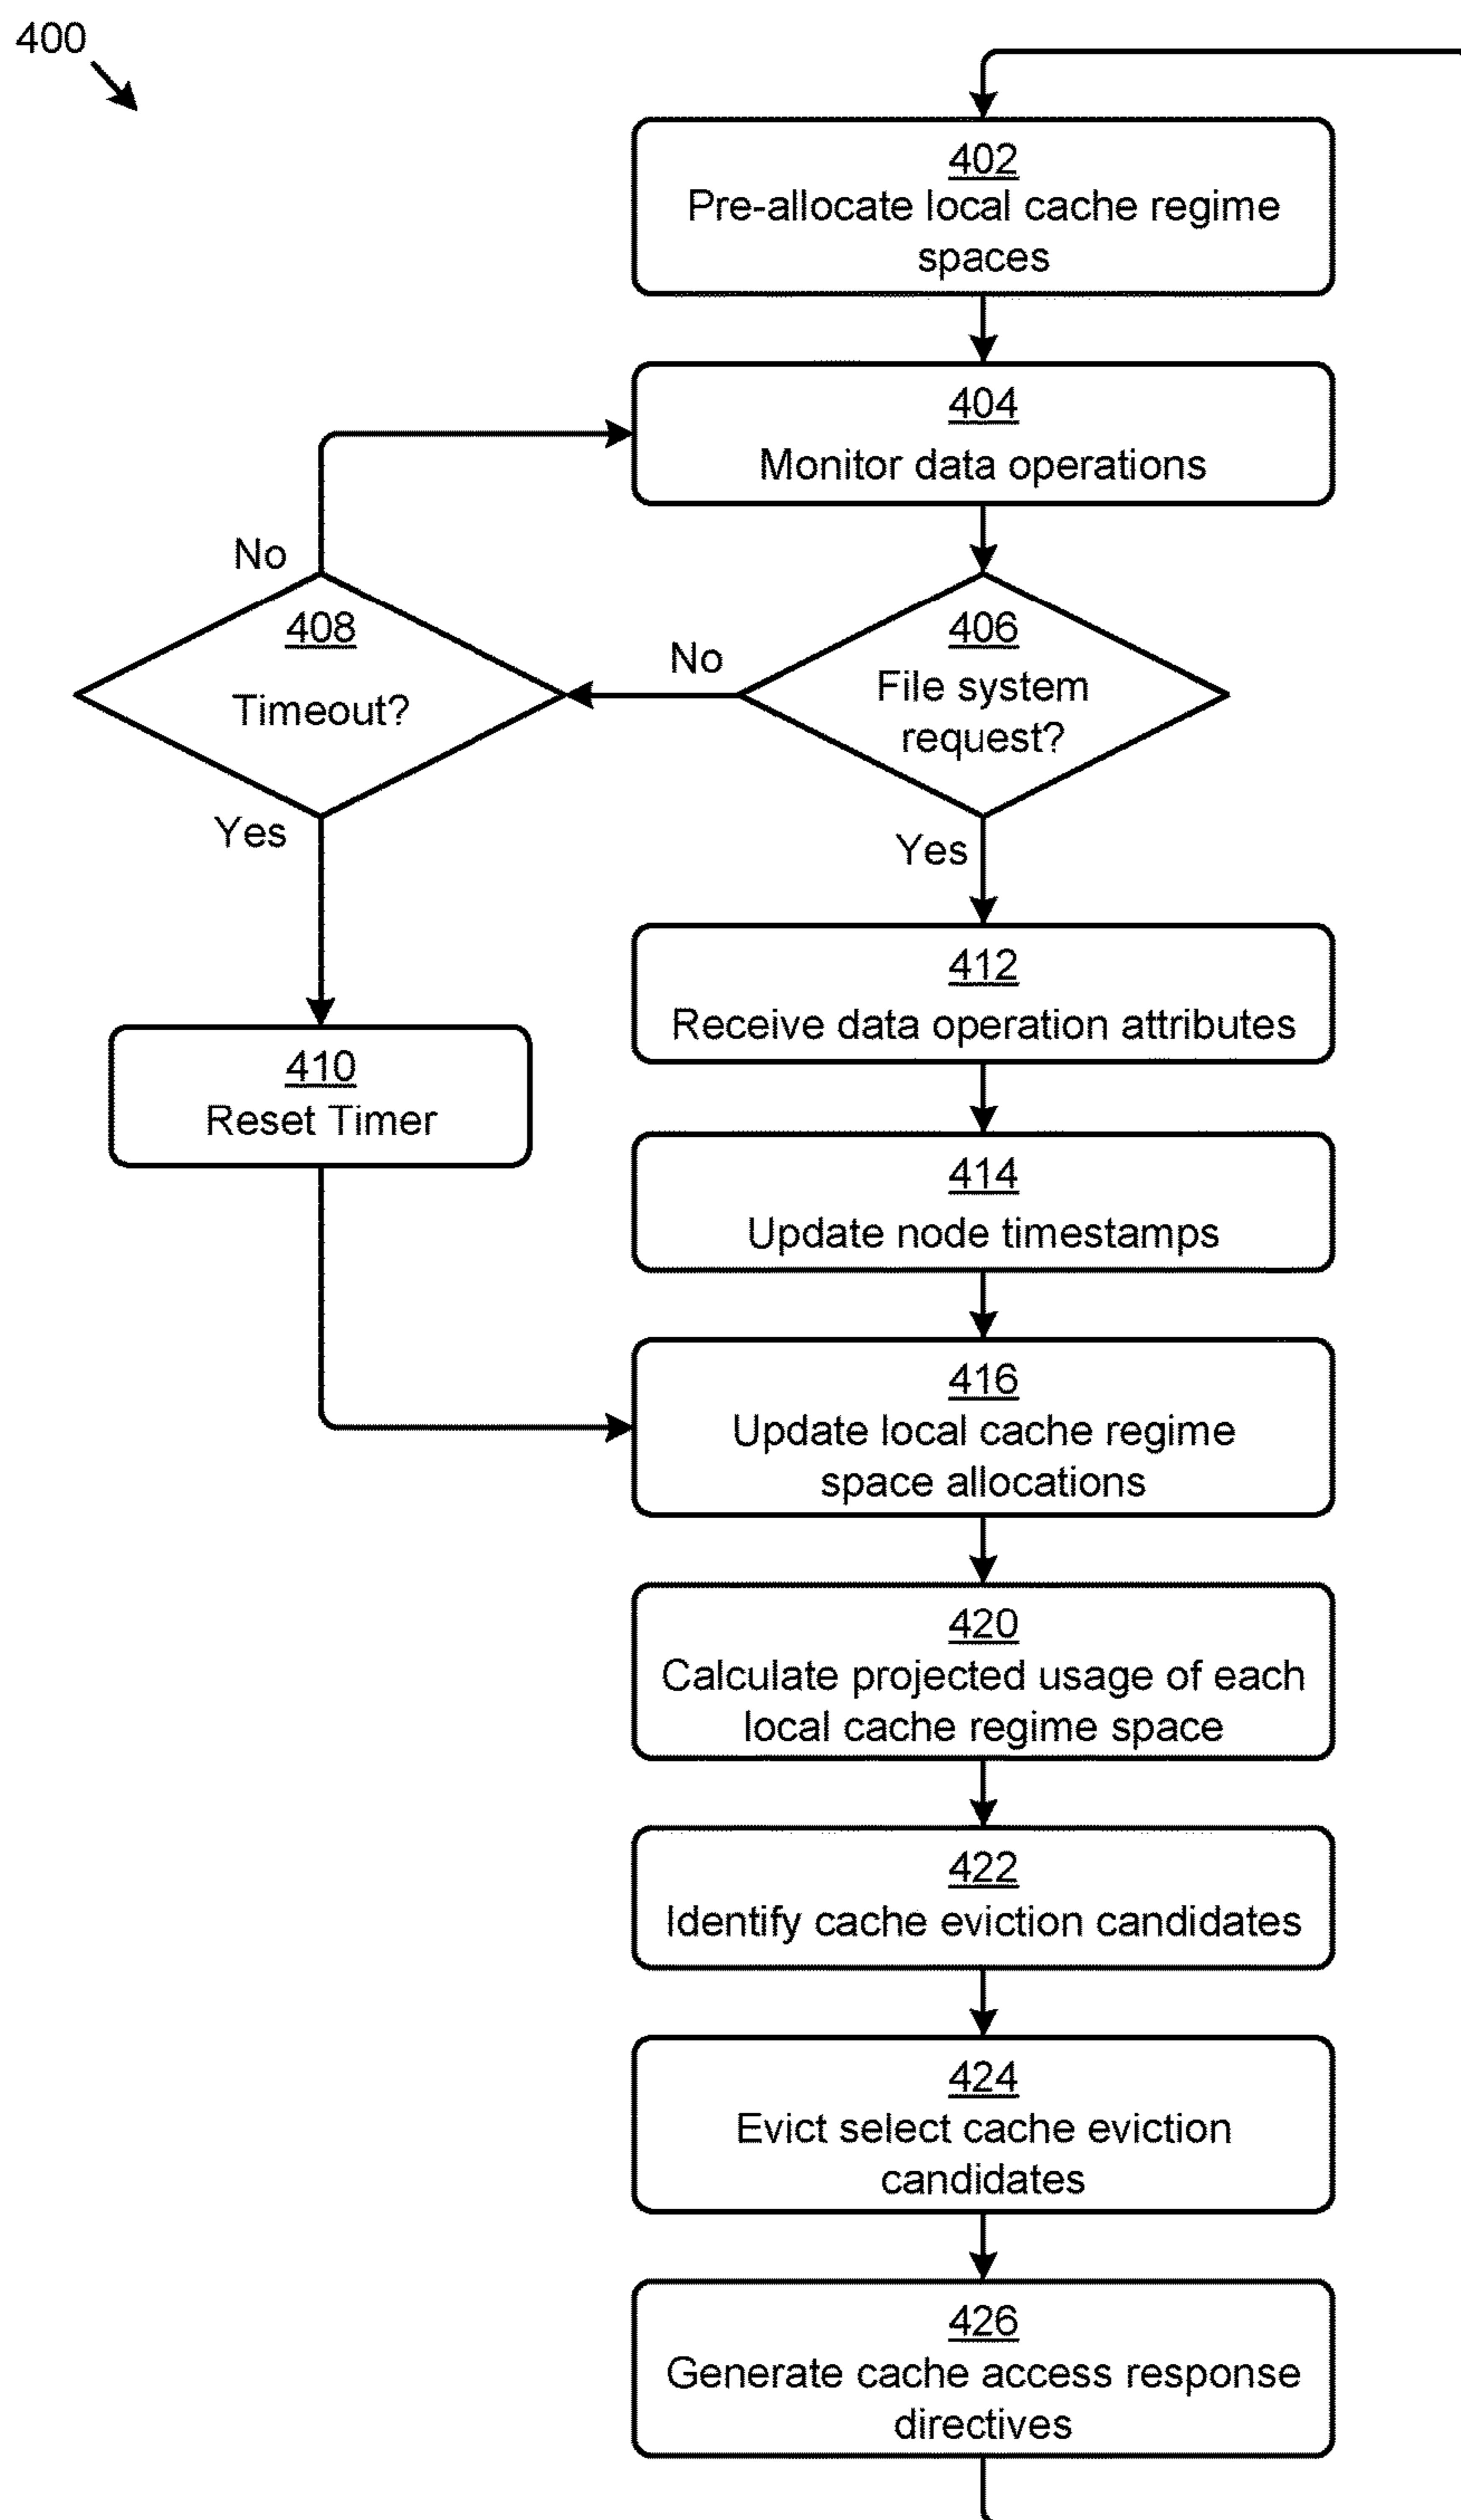 400
402
Pre-allocate local cache regime
spaces
404
Monitor data operations
No
408
Timeout?
No
406
File system
request?
Yes
Yes
412
Receive data operation attributes
410
Reset Timer
414
Update node timestamps
416
Update local cache regime
space allocations
420
Calculate projected usage of each
local cache regime space
422
Identify cache eviction candidates
424
Evict select cache eviction
candidates
426
Generate cache access response
directives